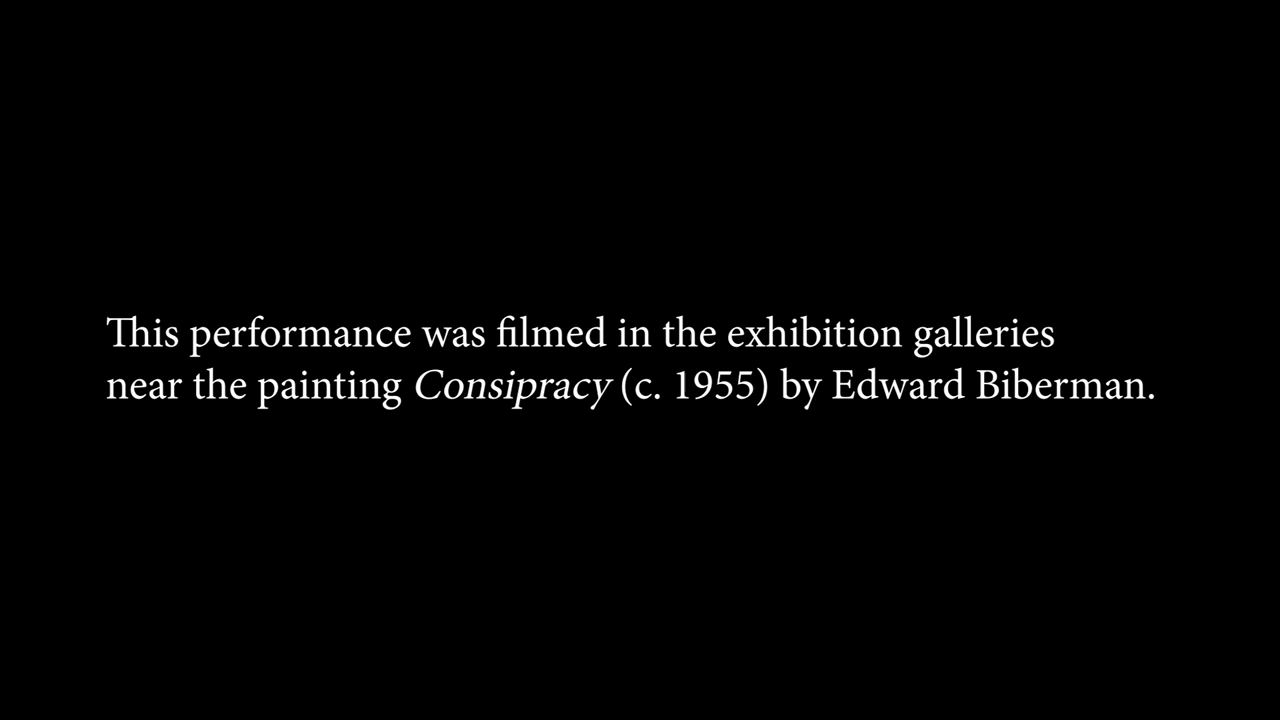 This performance was filmed in the exhibition galleries
near the painting Consipracy (c. 1955) by Edward Biberman.